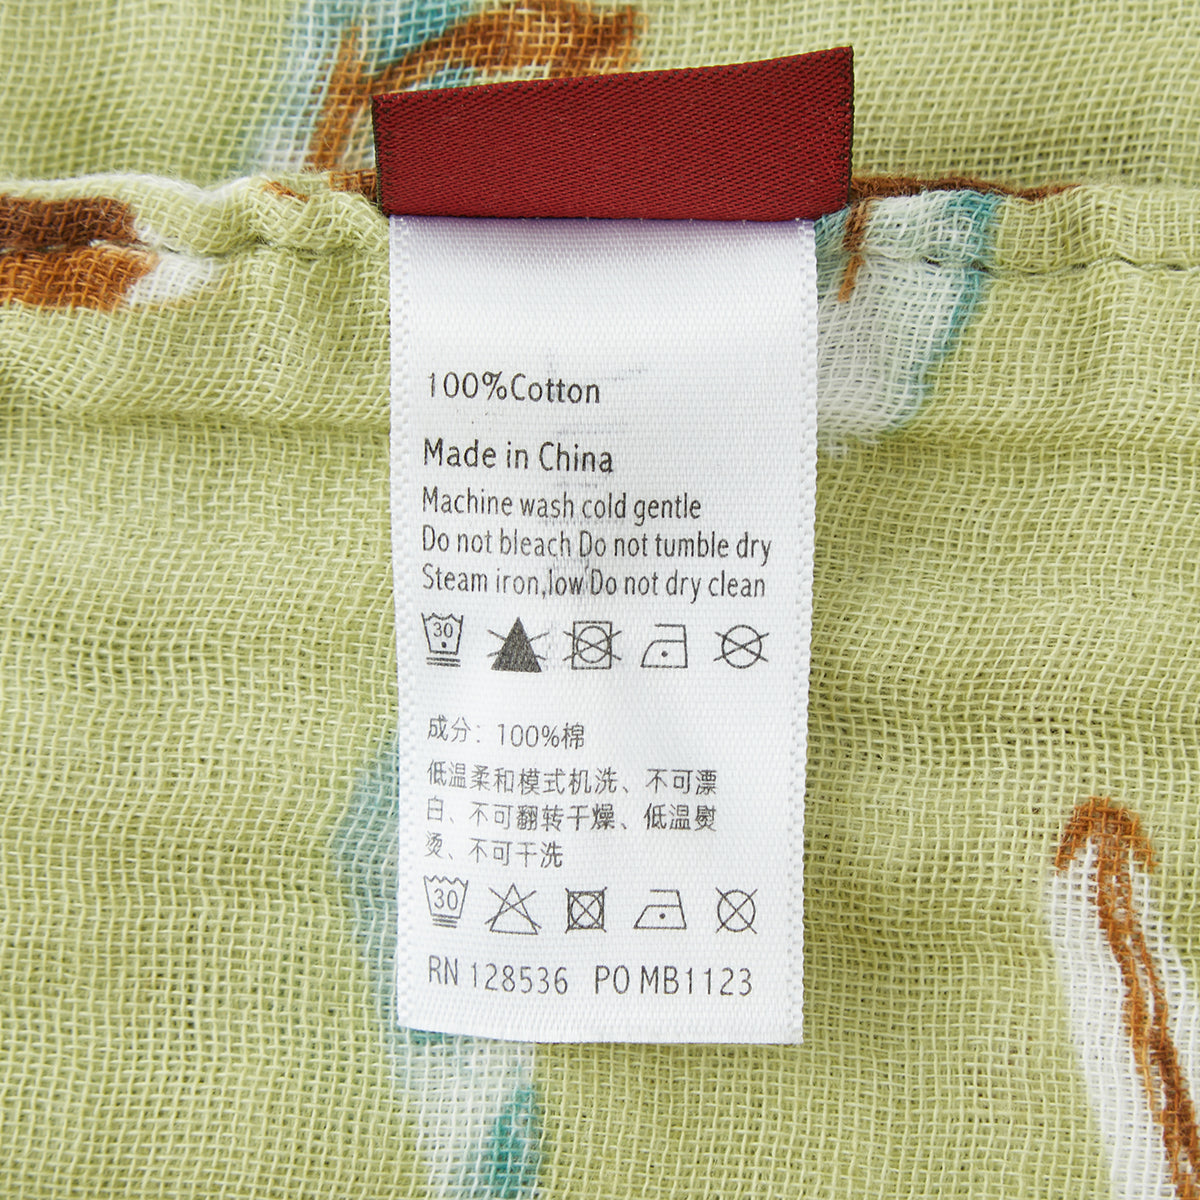 100%Cotton
Made in China
Machine wash cold gentle
Do not bleach Do not tumble dry
Steam iron,low Do not dry clean
30
成分：100%棉
低温柔和模式机洗、不可漂
白、不可翻转干燥、低温熨
烫、不可干洗
30
RN 128536 PO MB1123